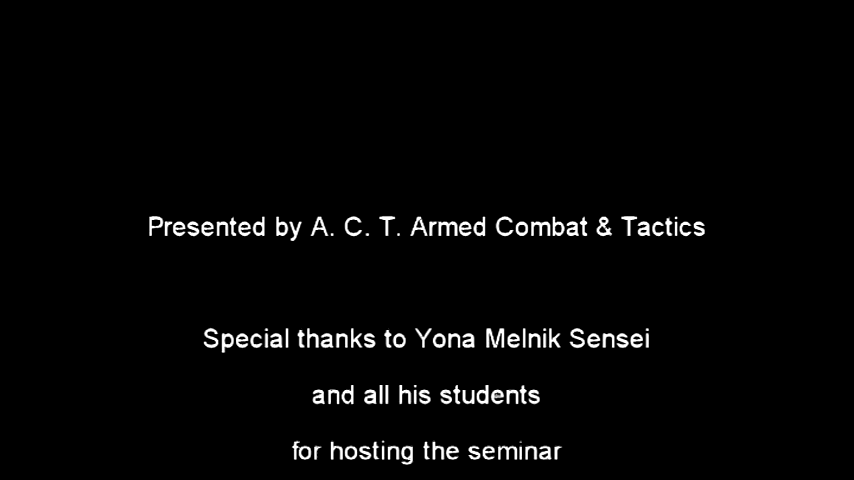 Presented by A. C. T. Armed Combat & Tactics
Special thanks to Yona Melnik Sensei
and all his students
for hosting the seminar